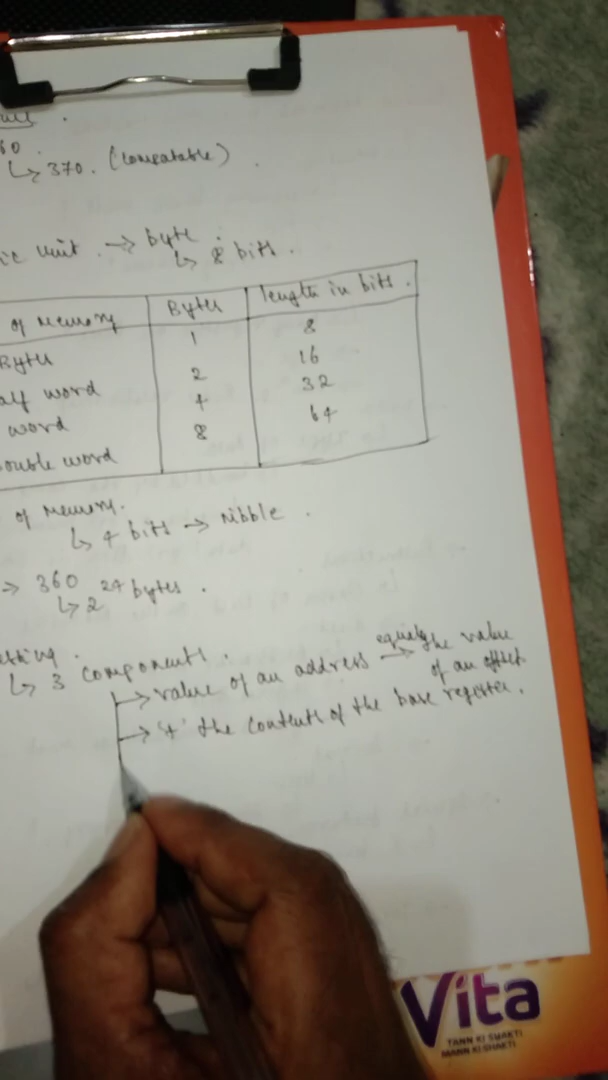 60.
↳ 370. (Compatable).
ic unit. → byte.
↳ 8 bits.
of Memory Bytes length in bits.
Byte 1 8
alf word 2 16
word 4 32
ouble word 8 64
of Memory.
↳ 4 bits → Nibble.
→ 360 24 bytes.
↳ 2
↳ 3 components.
→ value of an address equals → the value of an offset
→ '+' the contents of the base register.
Vita
TANN KI SHAKTI
MANN KI SHAKTI